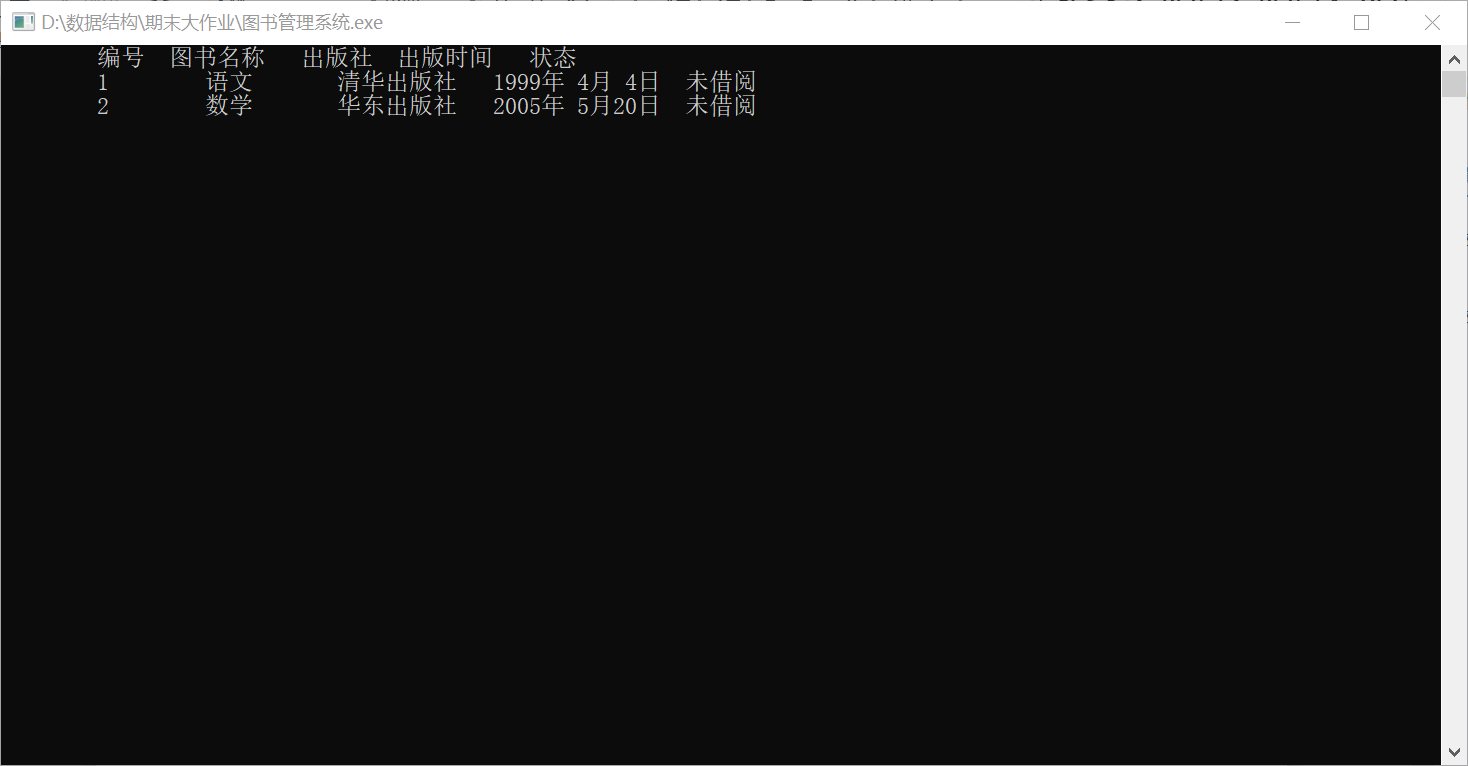 D:\数据结构\期末大作业\图书管理系统.exe
编号 图书名称 出版社 出版时间 状态
1 语文 清华出版社 1999年 4月 4日 未借阅
2 数学 华东出版社 2005年 5月20日 未借阅